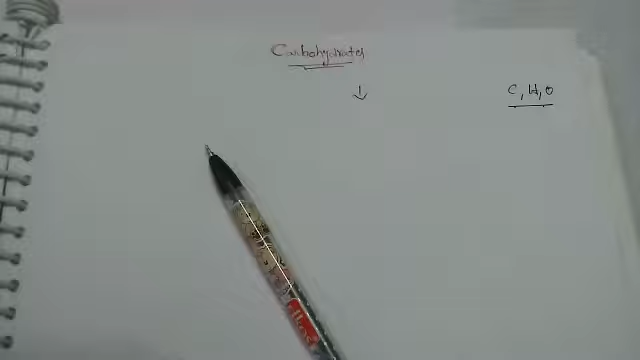 Carbohydrates
↓
C, H, O